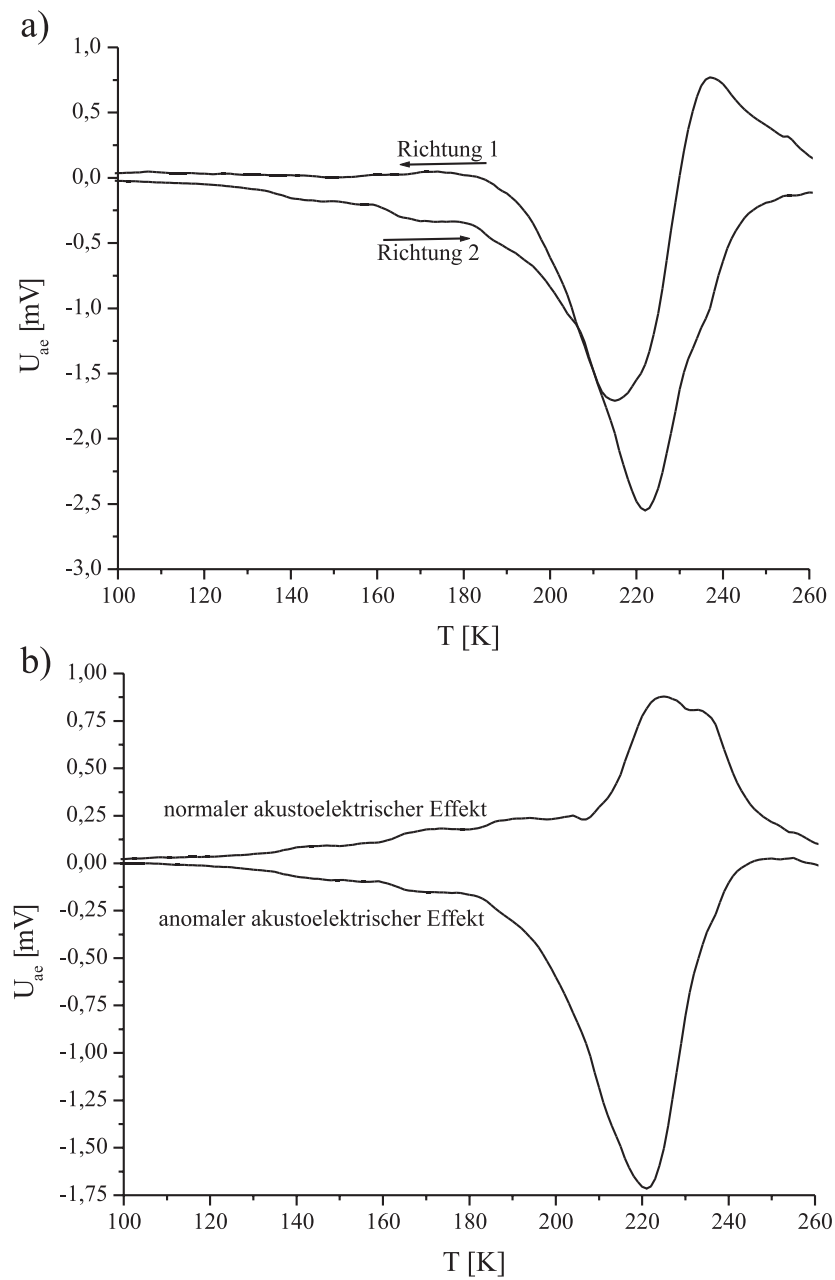 a)
1,0
0,5
0,0
-0,5
-1,0
-1,5
-2,0
-2,5
-3,0
U_ae [mV]
Richtung 1
Richtung 2
100 120 140 160 180 200 220 240 260
T [K]
b)
1,00
0,75
0,50
0,25
0,00
-0,25
-0,50
-0,75
-1,00
-1,25
-1,50
-1,75
U_ae [mV]
normaler akustoelektrischer Effekt
anomaler akustoelektrischer Effekt
100 120 140 160 180 200 220 240 260
T [K]